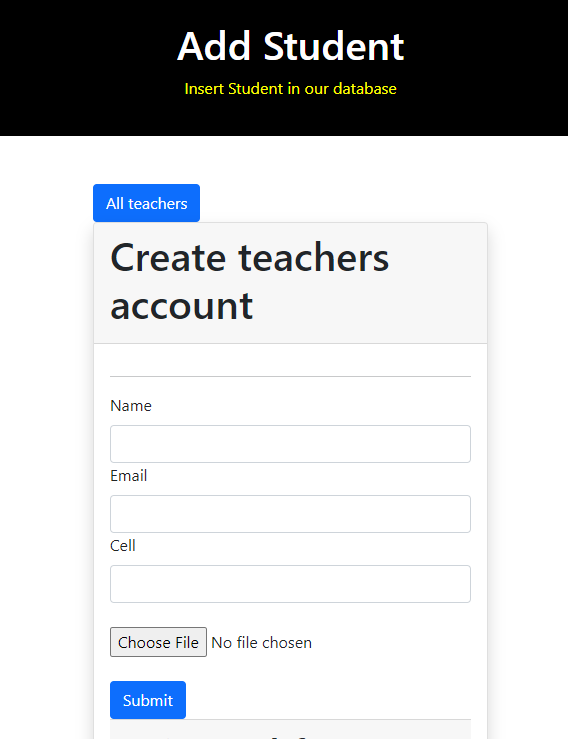 Add Student
Insert Student in our database
All teachers
Create teachers
account
Name
Email
Cell
Choose File No file chosen
Submit